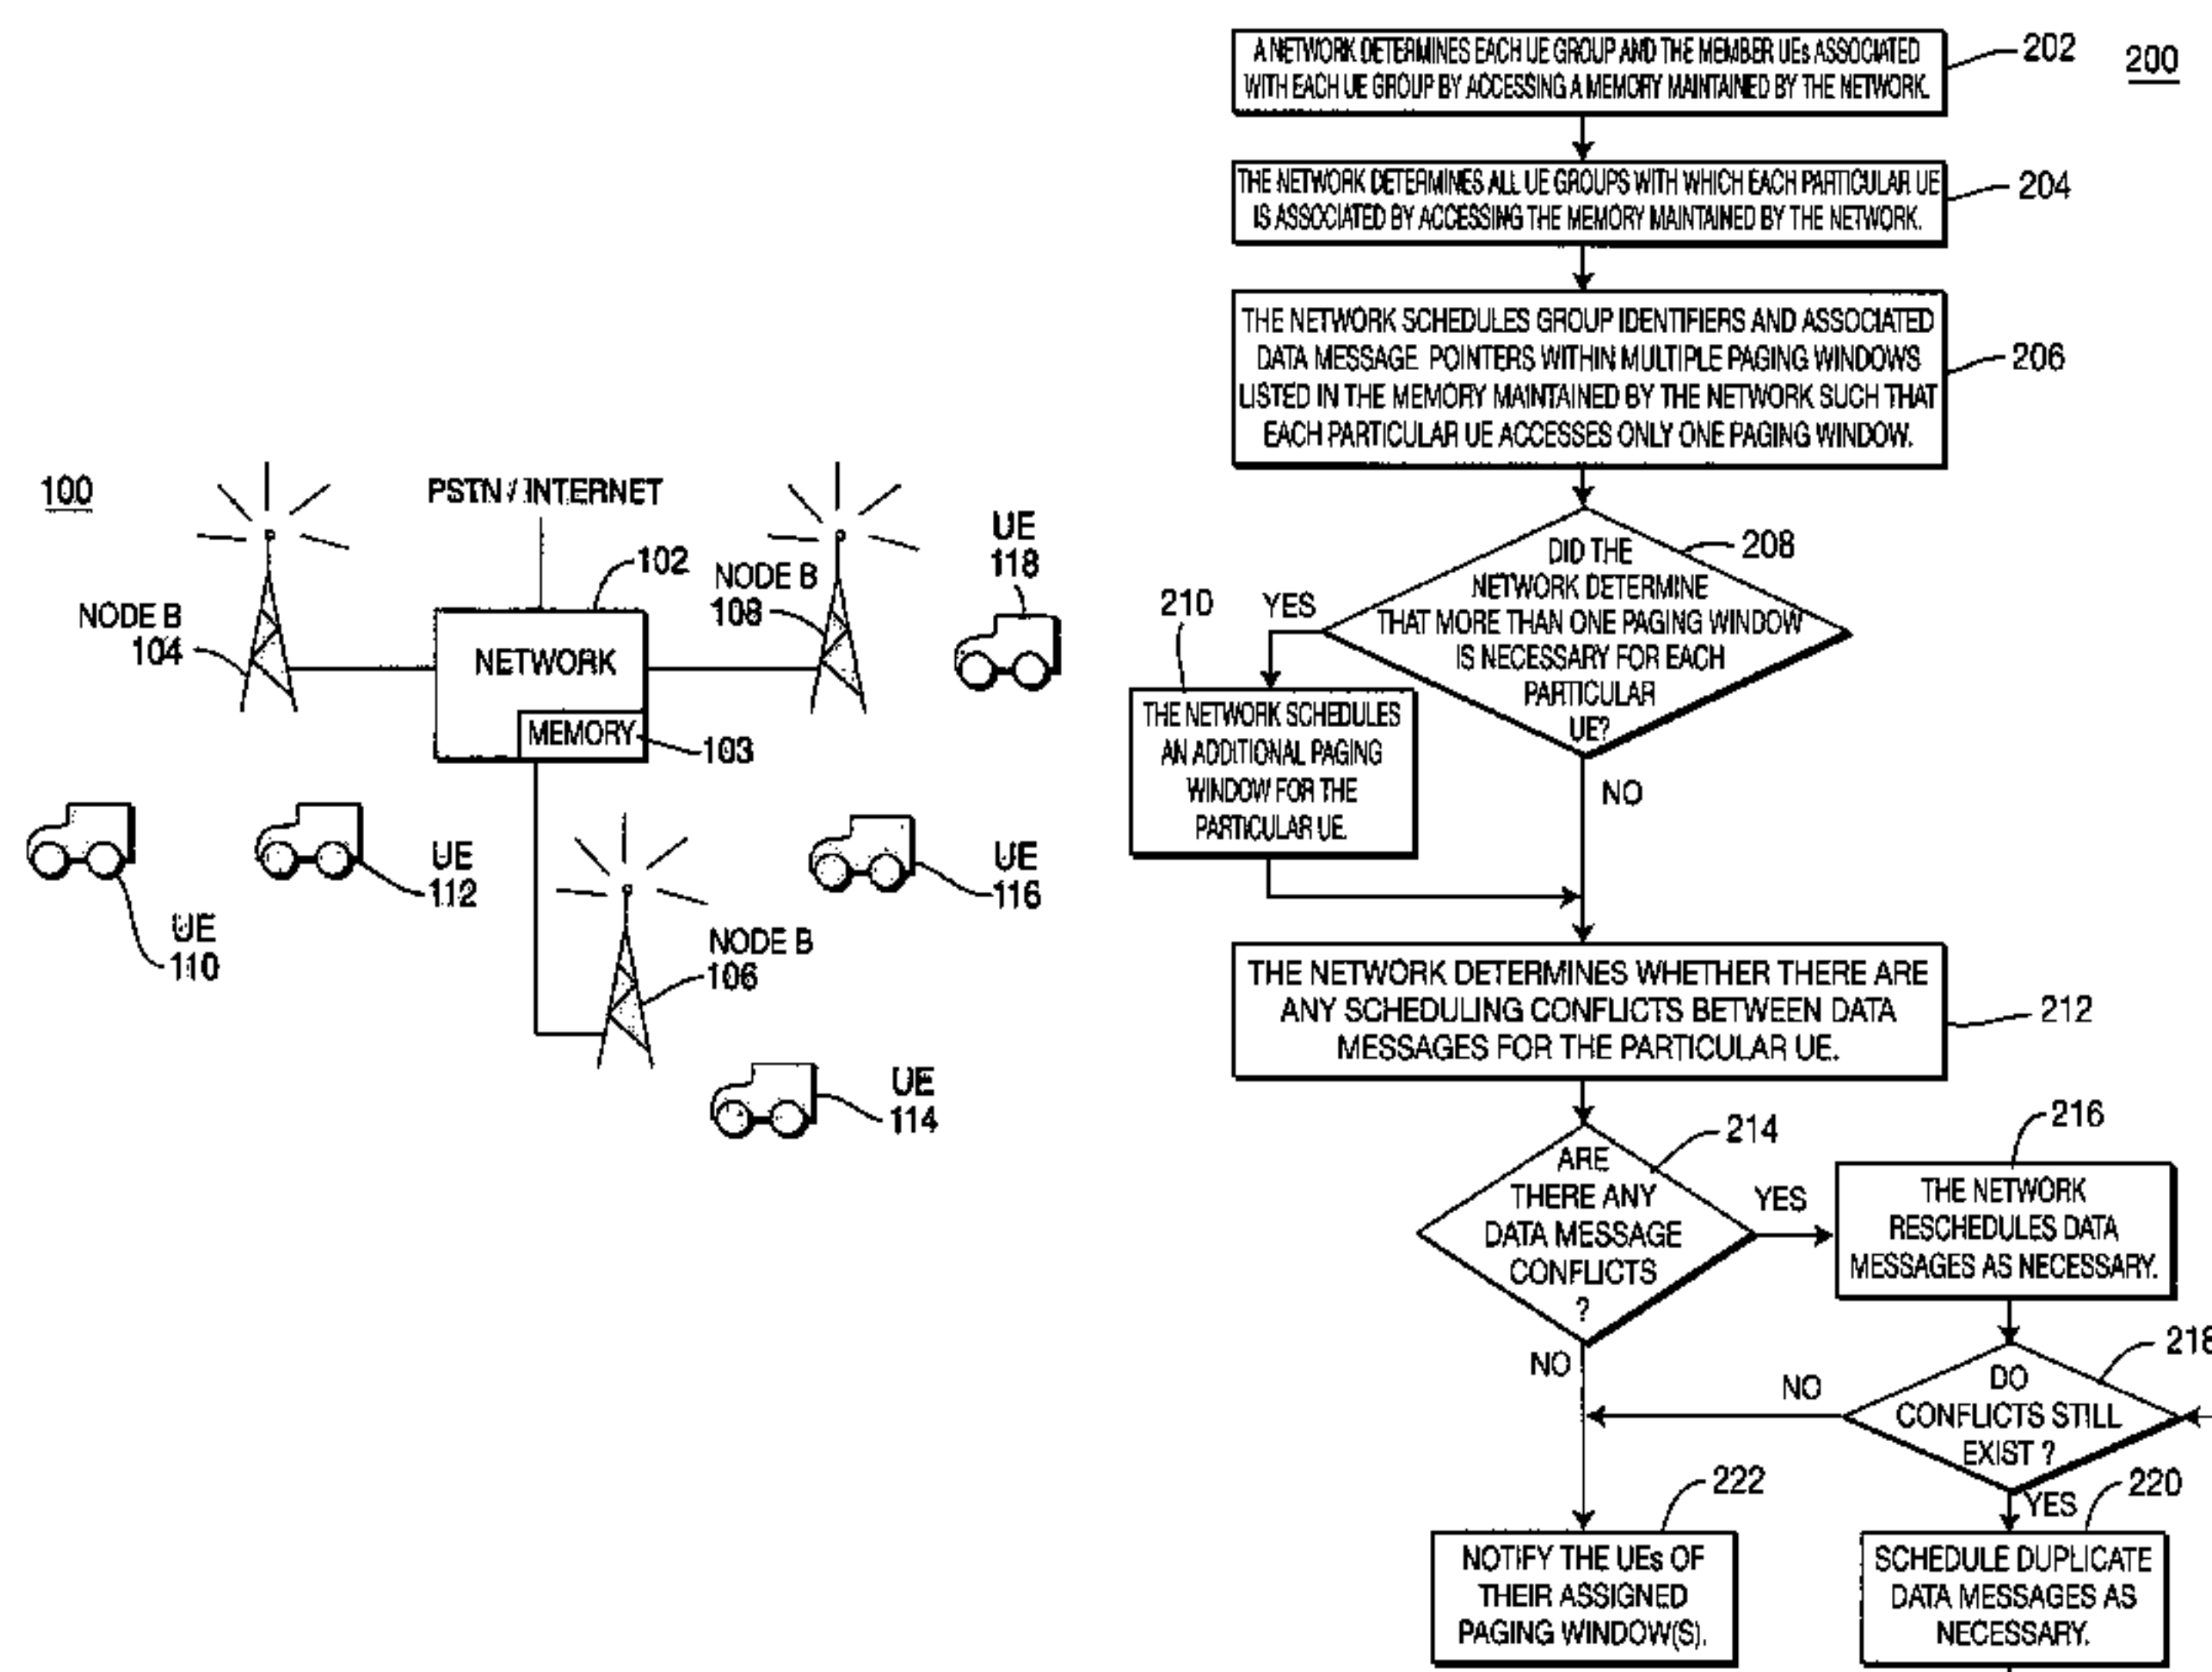 100
PSTN / INTERNET
102
NODE B
104
NODE B
108
UE
118
NETWORK
MEMORY
103
UE
110
UE
112
UE
116
NODE B
106
UE
114
200
A NETWORK DETERMINES EACH UE GROUP AND THE MEMBER UEs ASSOCIATED
WITH EACH UE GROUP BY ACCESSING A MEMORY MAINTAINED BY THE NETWORK.
202
THE NETWORK DETERMINES ALL UE GROUPS WITH WHICH EACH PARTICULAR UE
IS ASSOCIATED BY ACCESSING THE MEMORY MAINTAINED BY THE NETWORK.
204
THE NETWORK SCHEDULES GROUP IDENTIFIERS AND ASSOCIATED
DATA MESSAGE POINTERS WITHIN MULTIPLE PAGING WINDOWS
LISTED IN THE MEMORY MAINTAINED BY THE NETWORK SUCH THAT
EACH PARTICULAR UE ACCESSES ONLY ONE PAGING WINDOW.
206
DID THE
NETWORK DETERMINE
THAT MORE THAN ONE PAGING WINDOW
IS NECESSARY FOR EACH
PARTICULAR
UE?
208
YES
NO
210
THE NETWORK SCHEDULES
AN ADDITIONAL PAGING
WINDOW FOR THE
PARTICULAR UE.
THE NETWORK DETERMINES WHETHER THERE ARE
ANY SCHEDULING CONFLICTS BETWEEN DATA
MESSAGES FOR THE PARTICULAR UE.
212
ARE
THERE ANY
DATA MESSAGE
CONFLICTS
?
214
YES
NO
216
THE NETWORK
RESCHEDULES DATA
MESSAGES AS NECESSARY.
218
DO
CONFLICTS STILL
EXIST ?
NO
YES
220
SCHEDULE DUPLICATE
DATA MESSAGES AS
NECESSARY.
222
NOTIFY THE UEs OF
THEIR ASSIGNED
PAGING WINDOW(S).